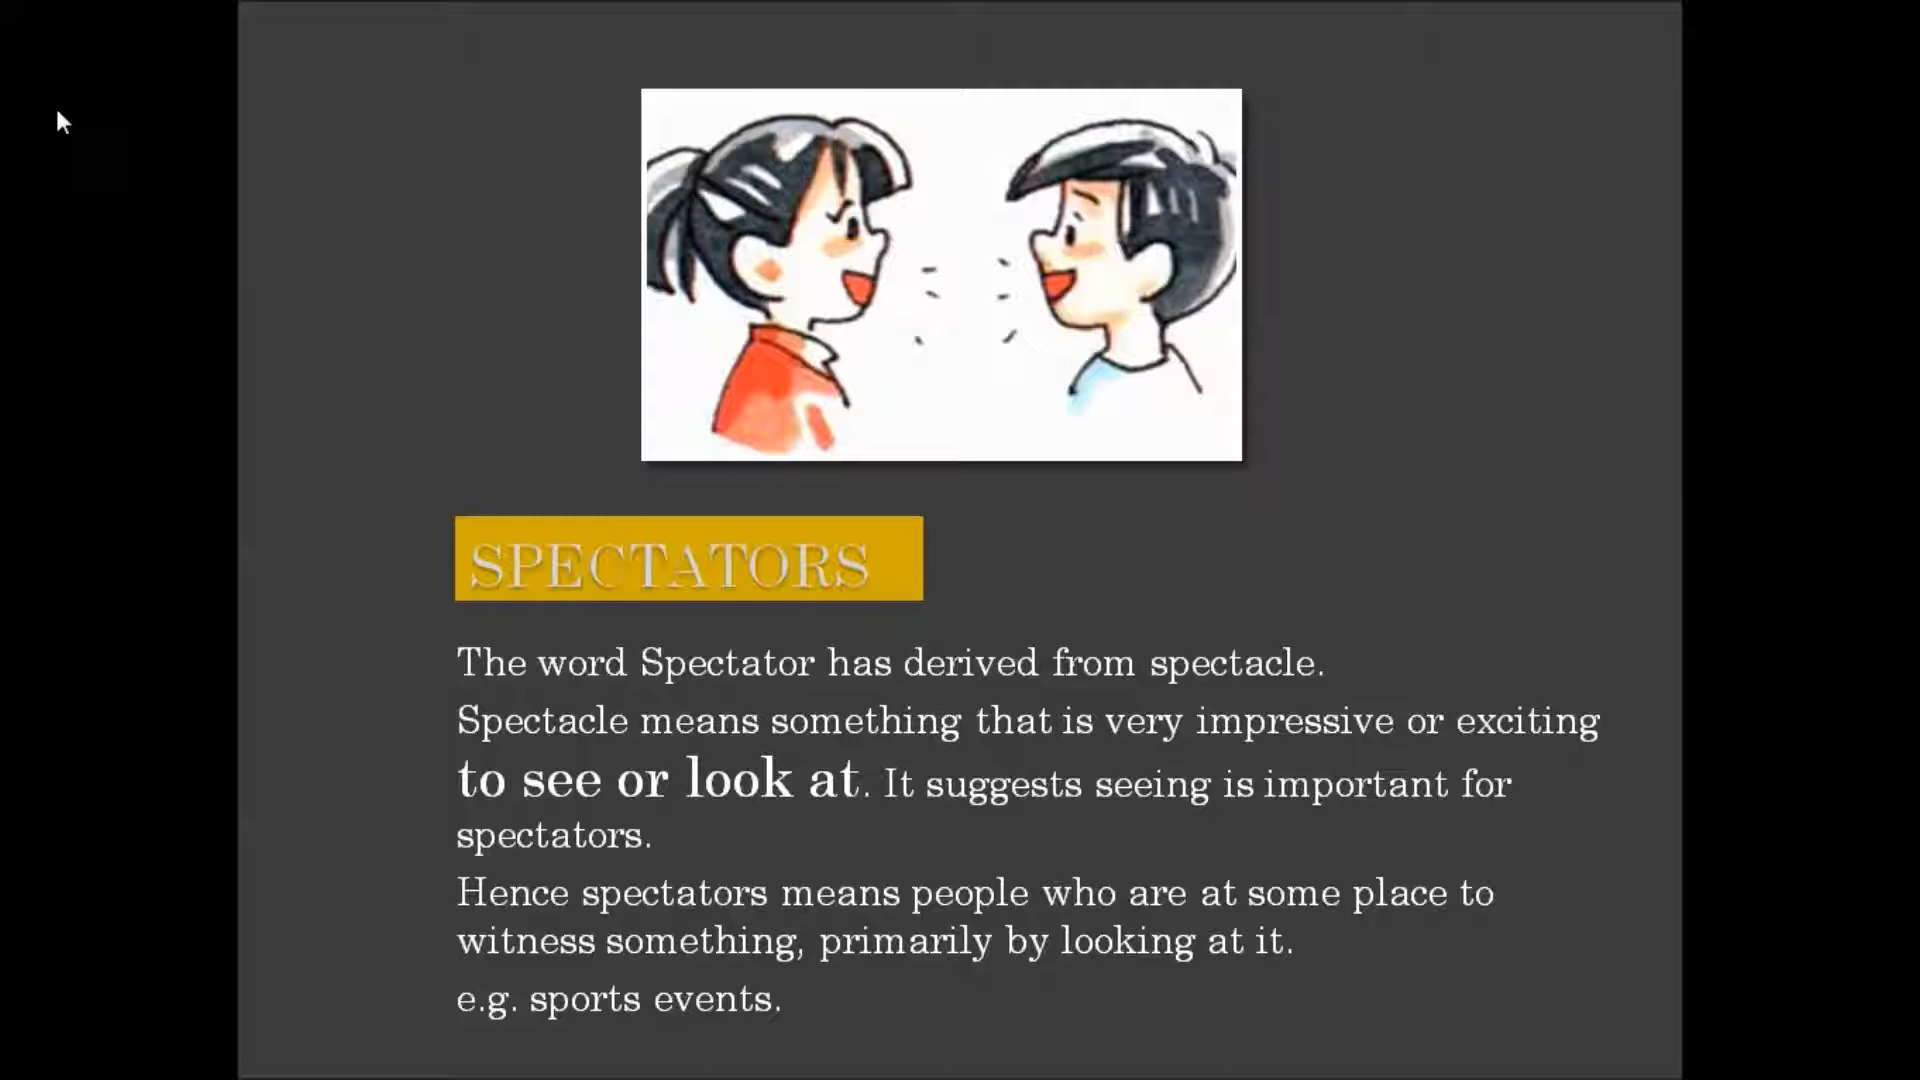 SPECTATORS
The word Spectator has derived from spectacle.
Spectacle means something that is very impressive or exciting
to see or look at. It suggests seeing is important for
spectators.
Hence spectators means people who are at some place to
witness something, primarily by looking at it.
e.g. sports events.